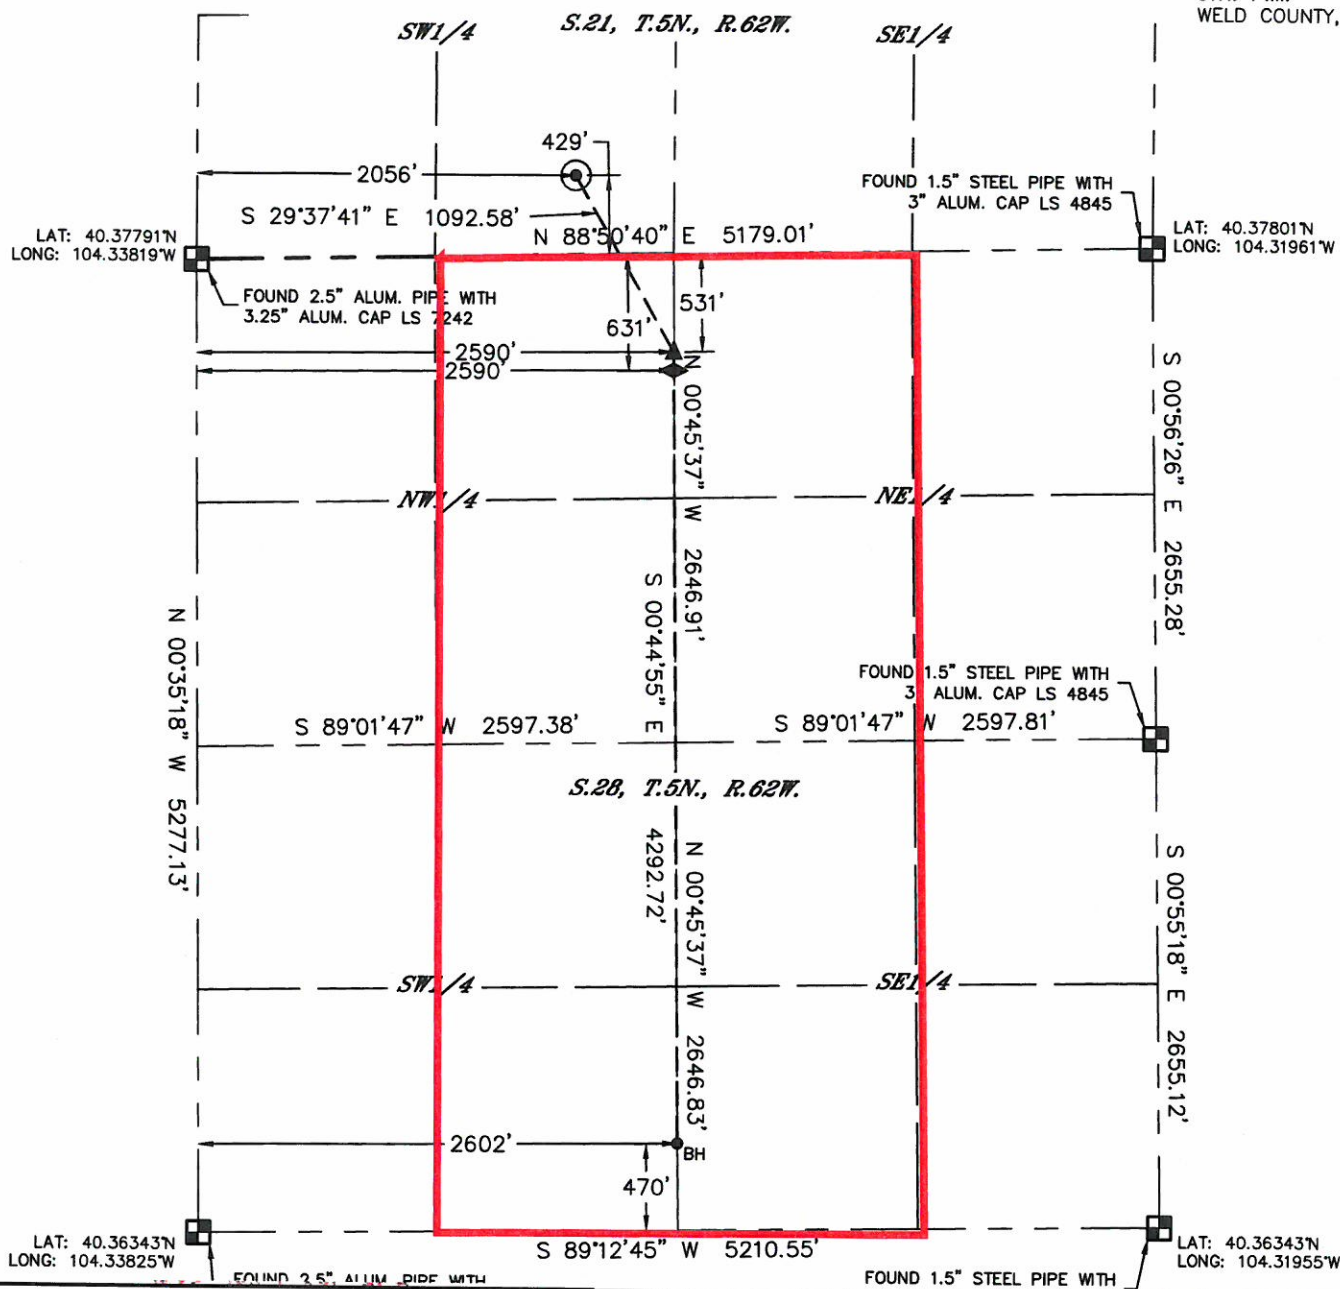 WELD COUNTY,
SW1/4
S.21, T.5N., R.62W.
SE1/4
429'
2056'
S 29°37'41" E 1092.58'
N 88°50'40" E 5179.01'
FOUND 1.5" STEEL PIPE WITH
3" ALUM. CAP LS 4845
LAT: 40.37791°N
LONG: 104.33819°W
LAT: 40.37801°N
LONG: 104.31961°W
FOUND 2.5" ALUM. PIPE WITH
3.25" ALUM. CAP LS 7242
531'
631'
2590'
2590'
N 00°45'37" W 2646.91'
S 00°56'26" E 2655.28'
NW1/4
NE1/4
S 00°44'55" E 4292.72'
N 00°35'18" W 5277.13'
FOUND 1.5" STEEL PIPE WITH
3" ALUM. CAP LS 4845
S 89°01'47" W 2597.38'
S 89°01'47" W 2597.81'
S.28, T.5N., R.62W.
N 00°45'37" W 2646.83'
S 00°55'18" E 2655.12'
SW1/4
SE1/4
2602'
BH
470'
S 89°12'45" W 5210.55'
LAT: 40.36343°N
LONG: 104.33825°W
LAT: 40.36343°N
LONG: 104.31955°W
FOUND 2.5" ALUM. PIPE WITH
FOUND 1.5" STEEL PIPE WITH